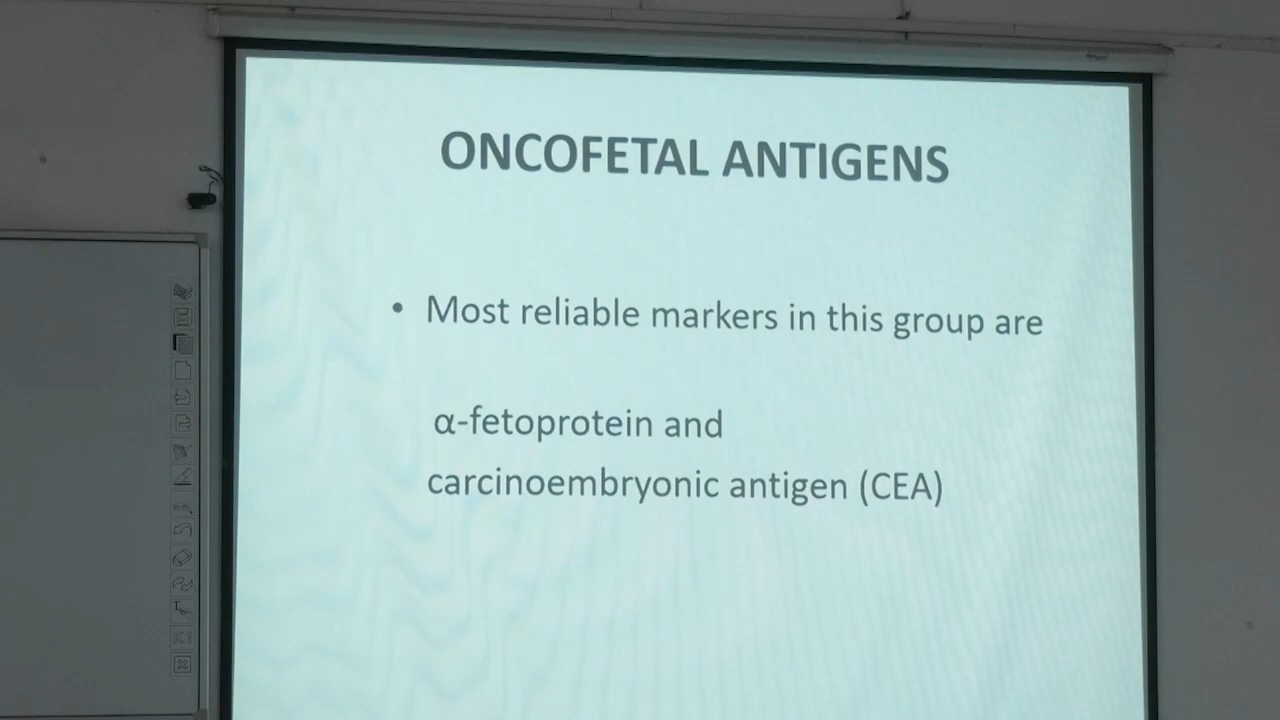 ONCOFETAL ANTIGENS
• Most reliable markers in this group are
α-fetoprotein and
carcinoembryonic antigen (CEA)